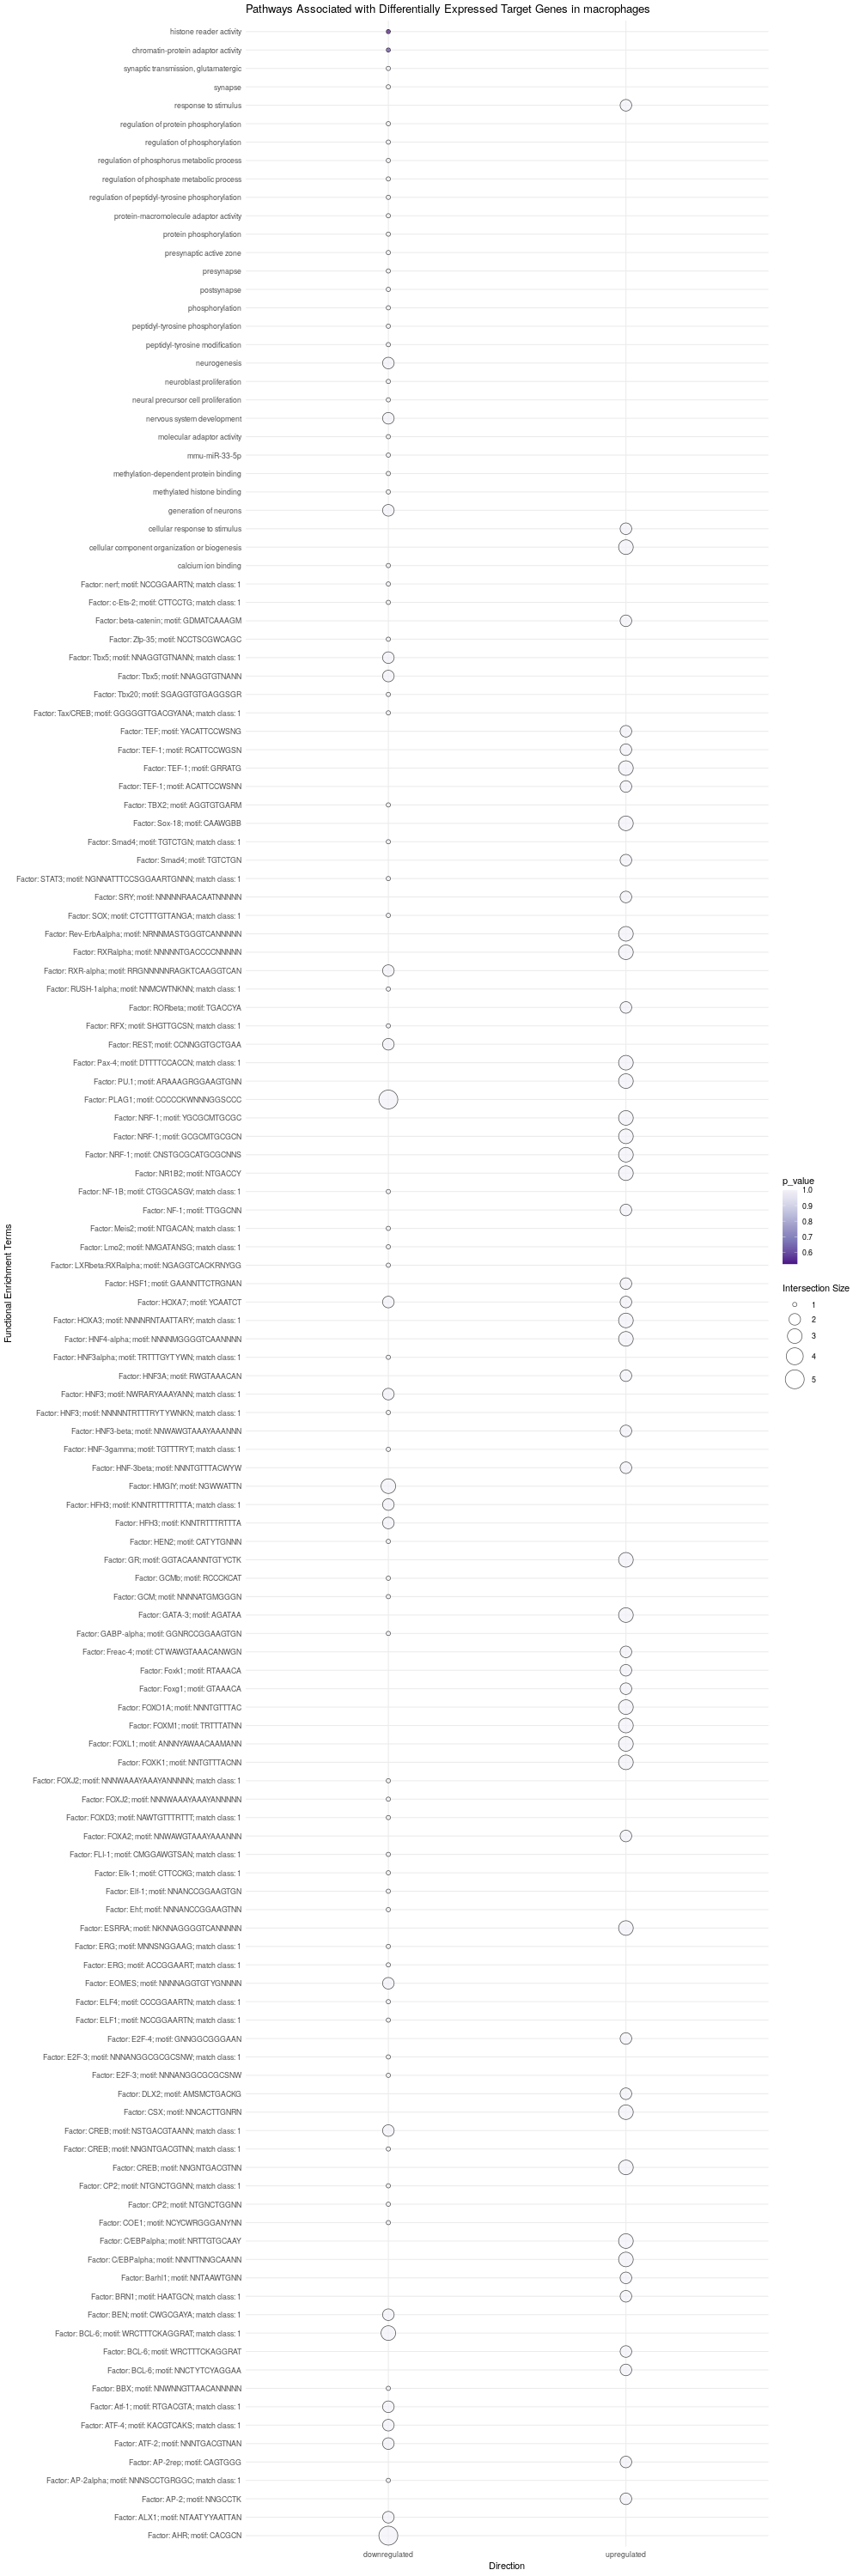 Pathways Associated with Differentially Expressed Target Genes in macrophages
histone reader activity
chromatin-protein adaptor activity
synaptic transmission, glutamatergic
synapse
response to stimulus
regulation of protein phosphorylation
regulation of phosphorylation
regulation of phosphorus metabolic process
regulation of phosphate metabolic process
regulation of peptidyl-tyrosine phosphorylation
protein-macromolecule adaptor activity
protein phosphorylation
presynaptic active zone
presynapse
postsynapse
phosphorylation
peptidyl-tyrosine phosphorylation
peptidyl-tyrosine modification
neurogenesis
neuroblast proliferation
neural precursor cell proliferation
nervous system development
molecular adaptor activity
mmu-miR-33-5p
methylation-dependent protein binding
methylated histone binding
generation of neurons
cellular response to stimulus
cellular component organization or biogenesis
calcium ion binding
Factor: nerf; motif: NCCGGAARTN; match class: 1
Factor: c-Ets-2; motif: CTTCCTG; match class: 1
Factor: beta-catenin; motif: GDMATCAAAGM
Factor: Zfp-35; motif: NCCTSCGWCAGC
Factor: Tbx5; motif: NNAGGTGTNANN; match class: 1
Factor: Tbx5; motif: NNAGGTGTNANN
Factor: Tbx20; motif: SGAGGTGTGAGGSGR
Factor: Tax/CREB; motif: GGGGGTTGACGYANA; match class: 1
Factor: TEF; motif: YACATTCCWSNG
Factor: TEF-1; motif: RCATTCCWGSN
Factor: TEF-1; motif: GRRATG
Factor: TEF-1; motif: ACATTCCWSNN
Factor: TBX2; motif: AGGTGTGARM
Factor: Sox-18; motif: CAAWGBB
Factor: Smad4; motif: TGTCTGN; match class: 1
Factor: Smad4; motif: TGTCTGN
Factor: STAT3; motif: NGNNATTTCCSGGAARTGNNN; match class: 1
Factor: SRY; motif: NNNNNRAACAATNNNNN
Factor: SOX; motif: CTCTTTGTTANGA; match class: 1
Factor: Rev-ErbAalpha; motif: NRNNMASTGGGTCANNNNN
Factor: RXRalpha; motif: NNNNNTGACCCCNNNNN
Factor: RXR-alpha; motif: RRGNNNNNRAGKTCAAGGTCAN
Factor: RUSH-1alpha; motif: NNMCWTNKNN; match class: 1
Factor: RORbeta; motif: TGACCYA
Factor: RFX; motif: SHGTTGCSN; match class: 1
Factor: REST; motif: CCNNGGTGCTGAA
Factor: Pax-4; motif: DTTTTCCACCN; match class: 1
Factor: PU.1; motif: ARAAAGRGGAAGTGNN
Factor: PLAG1; motif: CCCCCKWNNNGGSCCC
Factor: NRF-1; motif: YGCGCMTGCGC
Factor: NRF-1; motif: GCGCMTGCGCN
Factor: NRF-1; motif: CNSTGCGCATGCGCNNS
Factor: NR1B2; motif: NTGACCY
Factor: NF-1B; motif: CTGGCASGV; match class: 1
Factor: NF-1; motif: TTGGCNN
Factor: Meis2; motif: NTGACAN; match class: 1
Factor: Lmo2; motif: NMGATANSG; match class: 1
Factor: LXRbeta:RXRalpha; motif: NGAGGTCACKRNYGG
Factor: HSF1; motif: GAANNTTCTRGNAN
Factor: HOXA7; motif: YCAATCT
Factor: HOXA3; motif: NNNNRNTAATTARY; match class: 1
Factor: HNF4-alpha; motif: NNNNMGGGGTCAANNNN
Factor: HNF3alpha; motif: TRTTTGYTYWN; match class: 1
Factor: HNF3A; motif: RWGTAAACAN
Factor: HNF3; motif: NWRARYAAAYANN; match class: 1
Factor: HNF3; motif: NNNNNTRTTTRYTYWNKN; match class: 1
Factor: HNF3-beta; motif: NNWAWGTAAAYAAANNN
Factor: HNF-3gamma; motif: TGTTTRYT; match class: 1
Factor: HNF-3beta; motif: NNNTGTTTACWYW
Factor: HMGIY; motif: NGWWATTN
Factor: HFH3; motif: KNNTRTTTRTTTA; match class: 1
Factor: HFH3; motif: KNNTRTTTRTTTA
Factor: HEN2; motif: CATYTGNNN
Factor: GR; motif: GGTACAANNTGTYCTK
Factor: GCMb; motif: RCCCKCAT
Factor: GCM; motif: NNNNATGMGGGN
Factor: GATA-3; motif: AGATAA
Factor: GABP-alpha; motif: GGNRCCGGAAGTGN
Factor: Freac-4; motif: CTWAWGTAAACANWGN
Factor: Foxk1; motif: RTAAACA
Factor: Foxg1; motif: GTAAACA
Factor: FOXO1A; motif: NNNTGTTTAC
Factor: FOXM1; motif: TRTTTATNN
Factor: FOXL1; motif: ANNNYAWAACAAMANN
Factor: FOXK1; motif: NNTGTTTACNN
Factor: FOXJ2; motif: NNNWAAAYAAAYANNNNN; match class: 1
Factor: FOXJ2; motif: NNNWAAAYAAAYANNNNN
Factor: FOXD3; motif: NAWTGTTTRTTT; match class: 1
Factor: FOXA2; motif: NNWAWGTAAAYAAANNN
Factor: FLI-1; motif: CMGGAWGTSAN; match class: 1
Factor: Elk-1; motif: CTTCCKG; match class: 1
Factor: Elf-1; motif: NNANCCGGAAGTGN
Factor: Ehf; motif: NNNANCCGGAAGTNN
Factor: ESRRA; motif: NKNNAGGGGTCANNNNN
Factor: ERG; motif: MNNSNGGAAG; match class: 1
Factor: ERG; motif: ACCGGAART; match class: 1
Factor: EOMES; motif: NNNNAGGTGTYGNNNN
Factor: ELF4; motif: CCCGGAARTN; match class: 1
Factor: ELF1; motif: NCCGGAARTN; match class: 1
Factor: E2F-4; motif: GNNGGCGGGAAN
Factor: E2F-3; motif: NNNANGGCGCGCSNW; match class: 1
Factor: E2F-3; motif: NNNANGGCGCGCSNW
Factor: DLX2; motif: AMSMCTGACKG
Factor: CSX; motif: NNCACTTGNRN
Factor: CREB; motif: NSTGACGTAANN; match class: 1
Factor: CREB; motif: NNGNTGACGTNN; match class: 1
Factor: CREB; motif: NNGNTGACGTNN
Factor: CP2; motif: NTGNCTGGNN; match class: 1
Factor: CP2; motif: NTGNCTGGNN
Factor: COE1; motif: NCYCWRGGGANYNN
Factor: C/EBPalpha; motif: NRTTGTGCAAY
Factor: C/EBPalpha; motif: NNNTTNNGCAANN
Factor: Barhl1; motif: NNTAAWTGNN
Factor: BRN1; motif: HAATGCN; match class: 1
Factor: BEN; motif: CWGCGAYA; match class: 1
Factor: BCL-6; motif: WRCTTTCKAGGRAT; match class: 1
Factor: BCL-6; motif: WRCTTTCKAGGRAT
Factor: BCL-6; motif: NNCTYTCYAGGAA
Factor: BBX; motif: NNWNNGTTAACANNNNN
Factor: Atf-1; motif: RTGACGTA; match class: 1
Factor: ATF-4; motif: KACGTCAKS; match class: 1
Factor: ATF-2; motif: NNNTGACGTNAN
Factor: AP-2rep; motif: CAGTGGG
Factor: AP-2alpha; motif: NNNSCCTGRGGC; match class: 1
Factor: AP-2; motif: NNGCCTK
Factor: ALX1; motif: NTAATYYAATTAN
Factor: AHR; motif: CACGCN
downregulated
upregulated
Direction
Functional Enrichment Terms
p_value
1.0
0.9
0.8
0.7
0.6
Intersection Size
1
2
3
4
5